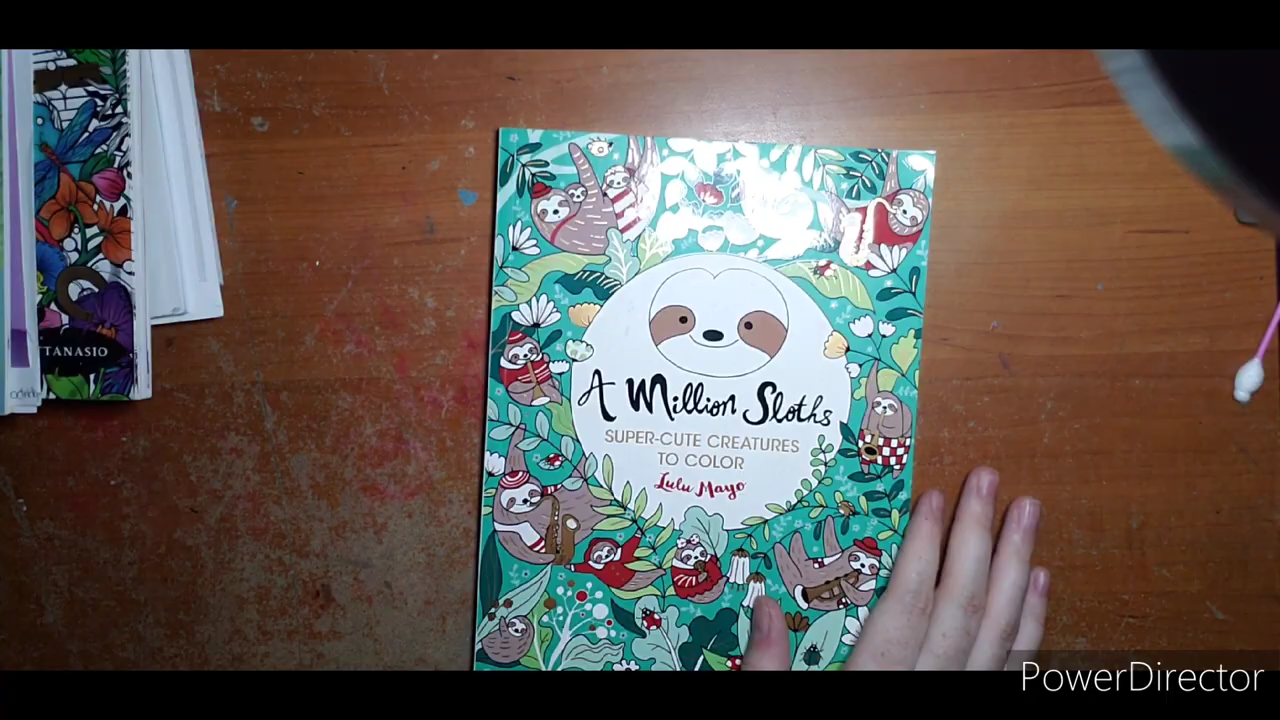 TANASIO
A Million Sloths
SUPER-CUTE CREATURES
TO COLOR
Lulu Mayo
PowerDirector